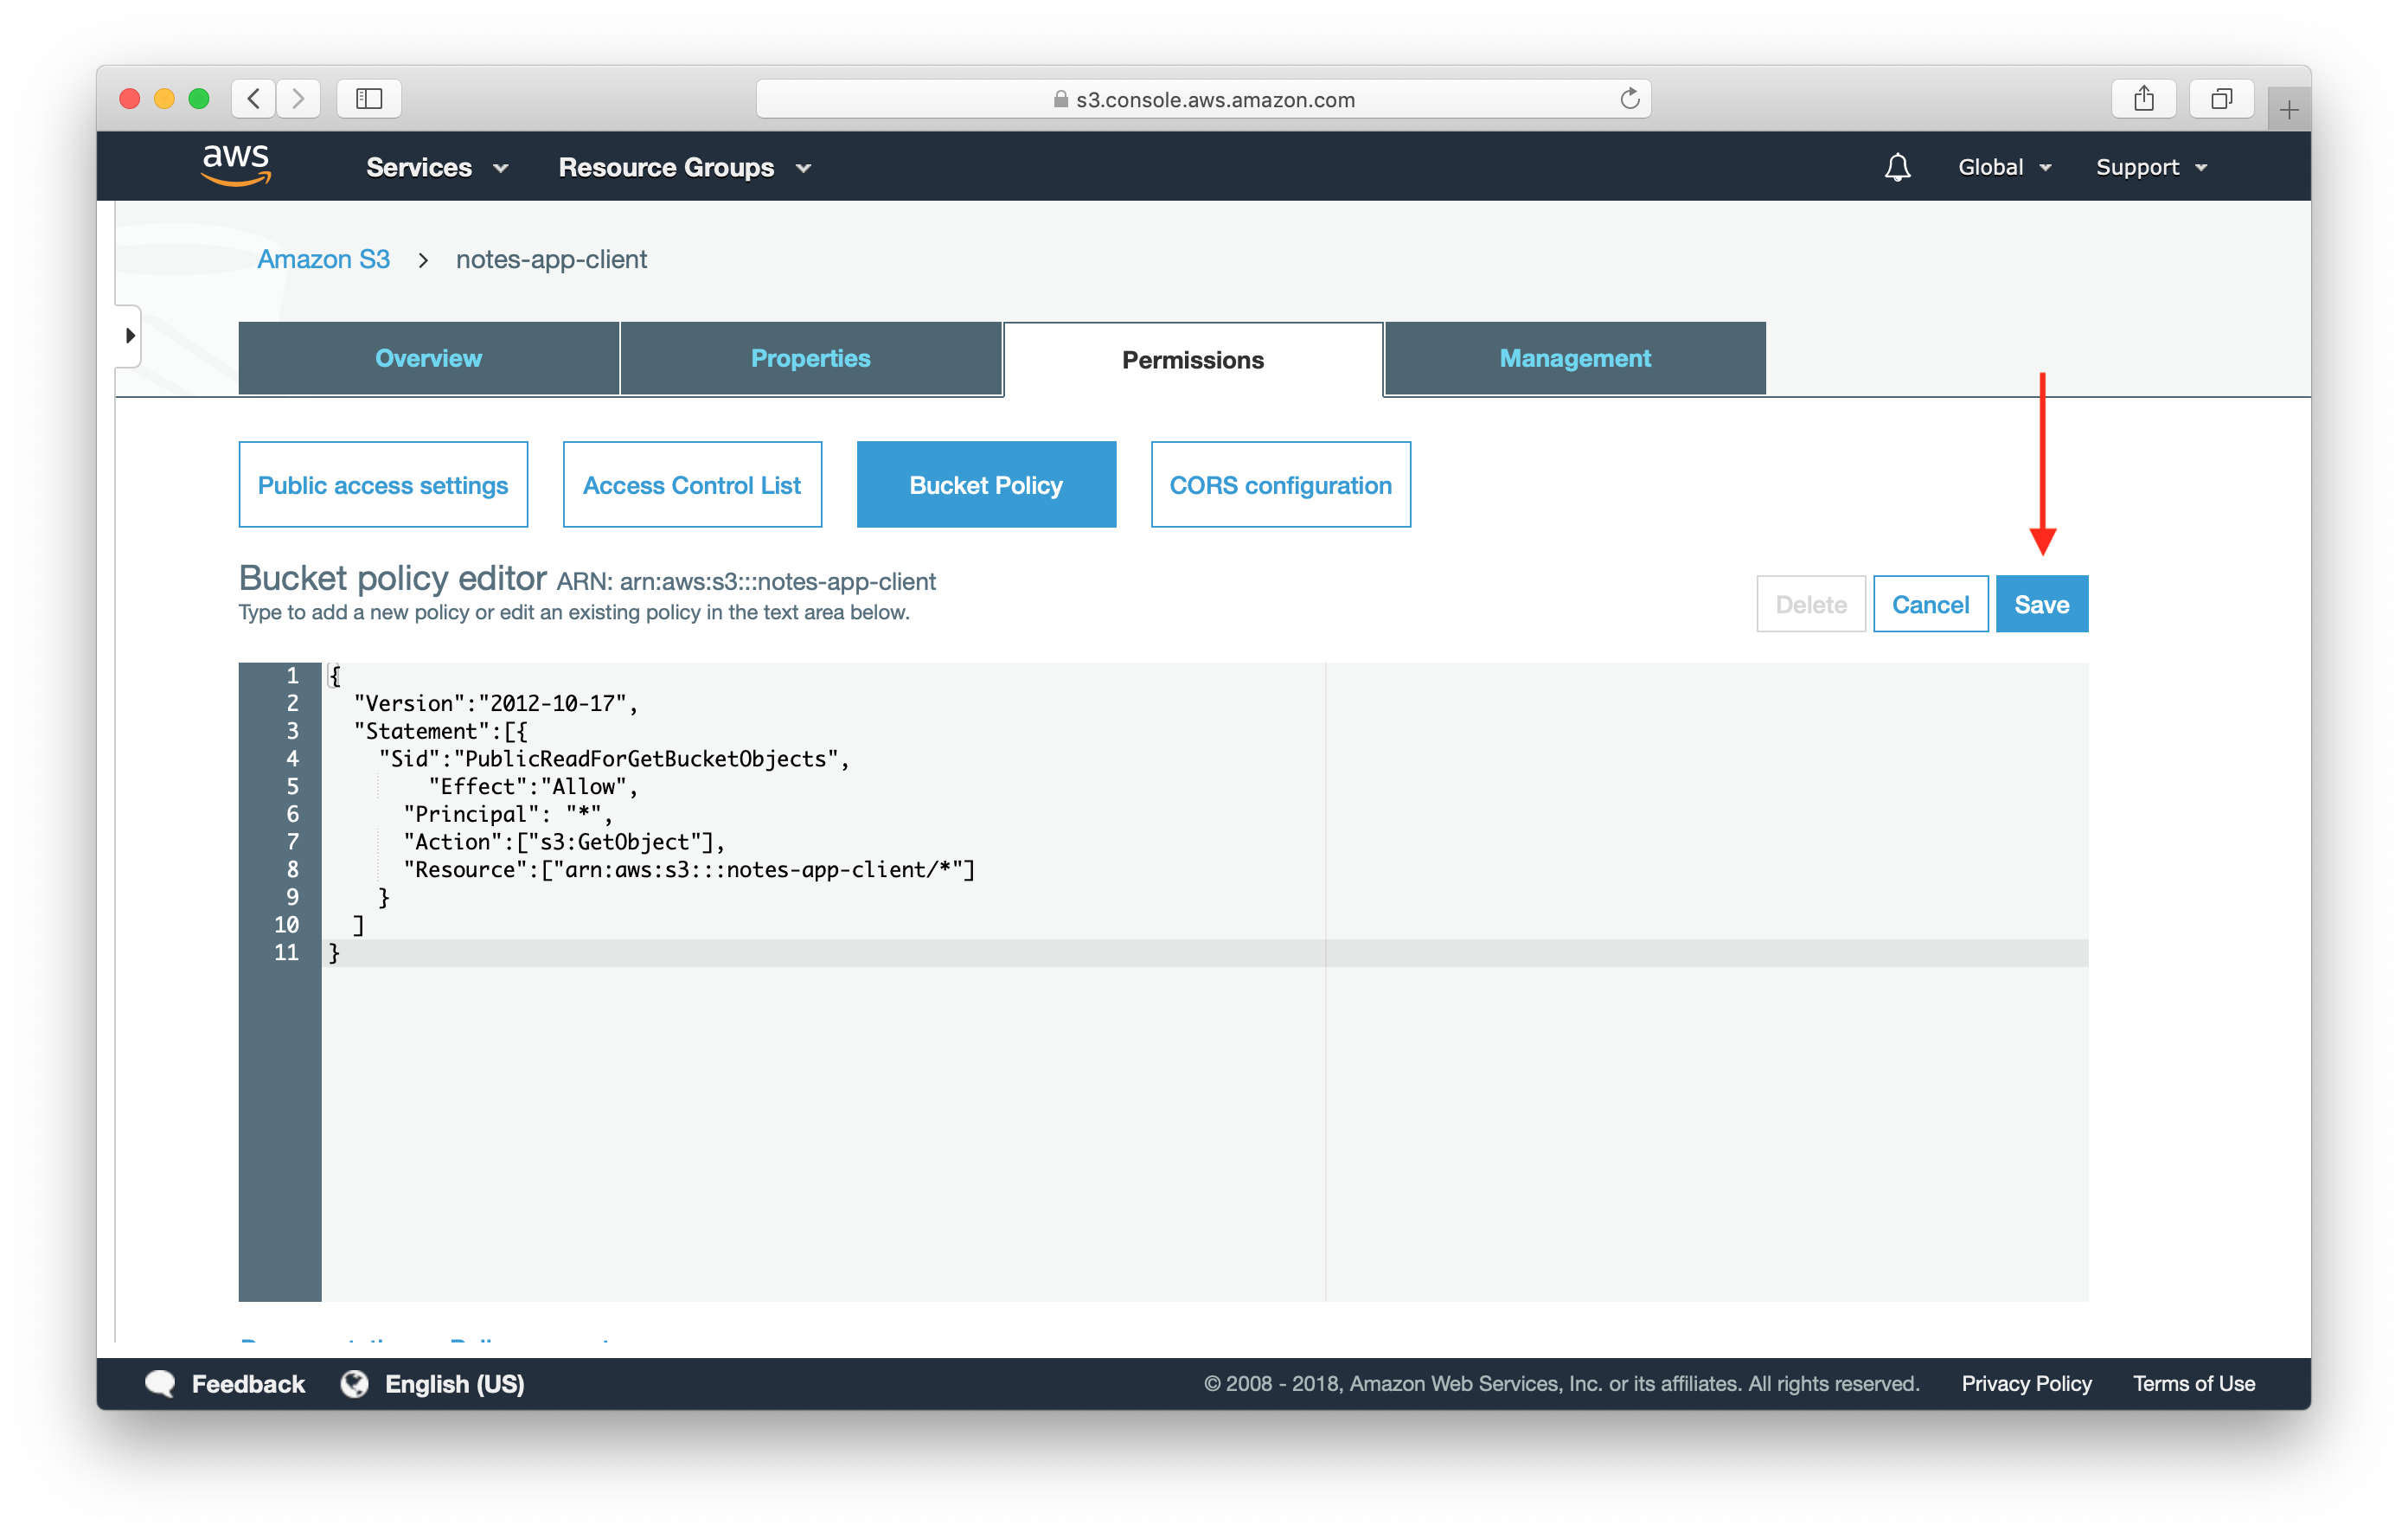 s3.console.aws.amazon.com
aws Services Resource Groups Global Support
Amazon S3 > notes-app-client
Overview Properties Permissions Management
Public access settings Access Control List Bucket Policy CORS configuration
Bucket policy editor ARN: arn:aws:s3:::notes-app-client
Type to add a new policy or edit an existing policy in the text area below.
Delete Cancel Save
1 {
2 "Version":"2012-10-17",
3 "Statement":[{
4 "Sid":"PublicReadForGetBucketObjects",
5 "Effect":"Allow",
6 "Principal": "*",
7 "Action":["s3:GetObject"],
8 "Resource":["arn:aws:s3:::notes-app-client/*"]
9 }
10 ]
11 }
Feedback English (US) © 2008 - 2018, Amazon Web Services, Inc. or its affiliates. All rights reserved. Privacy Policy Terms of Use